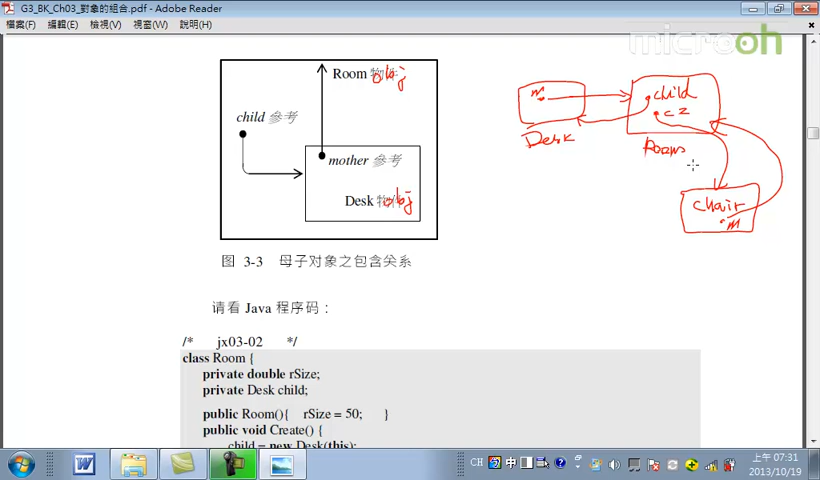 G3_BK_Ch03_對象的組合.pdf - Adobe Reader
檔案(F) 編輯(E) 檢視(V) 視窗(W) 說明(H)
microoh
Room 物件 obj
child 參考
mother 參考
Desk 物件 obj
m
child
c2
Desk
Room
chair
m
图 3-3 母子对象之包含关系
请看 Java 程序码：
/* jx03-02 */
class Room {
private double rSize;
private Desk child;
public Room(){ rSize = 50; }
public void Create() {
child = new Desk(this);
CH 中
上午 07:31
2013/10/19